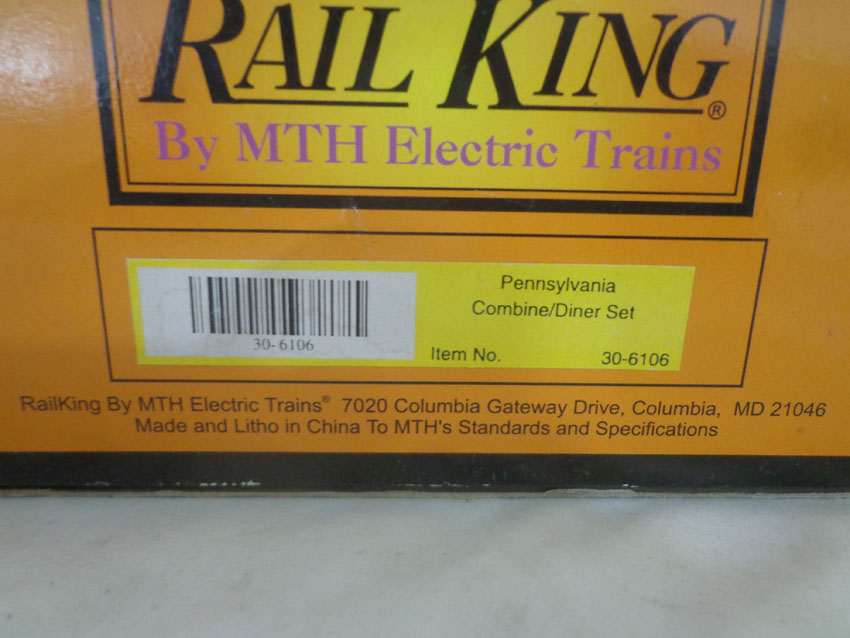 RAIL KING®
By MTH Electric Trains
Pennsylvania
Combine/Diner Set
30-6106
Item No. 30-6106
RailKing By MTH Electric Trains® 7020 Columbia Gateway Drive, Columbia, MD 21046
Made and Litho in China To MTH's Standards and Specifications